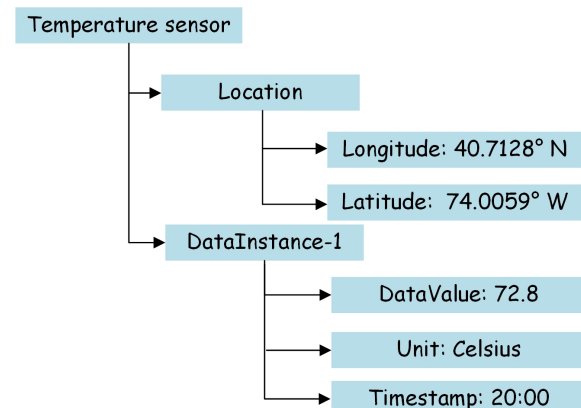 Temperature sensor
Location
Longitude: 40.7128° N
Latitude: 74.0059° W
DataInstance-1
DataValue: 72.8
Unit: Celsius
Timestamp: 20:00